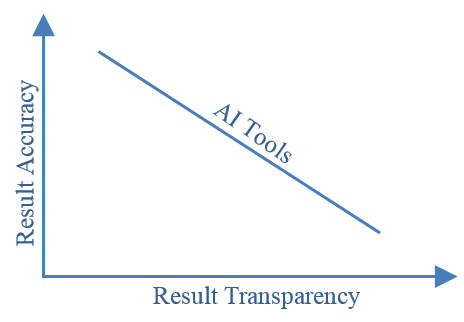 Result Accuracy
AI Tools
Result Transparency